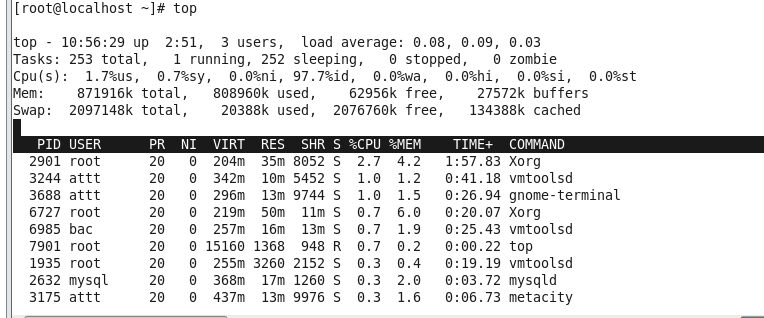 [root@localhost ~]# top
top - 10:56:29 up  2:51,  3 users,  load average: 0.08, 0.09, 0.03
Tasks: 253 total,   1 running, 252 sleeping,   0 stopped,   0 zombie
Cpu(s):  1.7%us,  0.7%sy,  0.0%ni, 97.7%id,  0.0%wa,  0.0%hi,  0.0%si,  0.0%st
Mem:    871916k total,   808960k used,    62956k free,    27572k buffers
Swap:  2097148k total,    20388k used,  2076760k free,   134388k cached
PID USER      PR  NI  VIRT  RES  SHR S %CPU %MEM    TIME+  COMMAND
2901 root      20   0  204m  35m 8052 S  2.7  4.2   1:57.83 Xorg
3244 attt      20   0  342m  10m 5452 S  1.0  1.2   0:41.18 vmtoolsd
3688 attt      20   0  296m  13m 9744 S  1.0  1.5   0:26.94 gnome-terminal
6727 root      20   0  219m  50m  11m S  0.7  6.0   0:20.07 Xorg
6985 bac       20   0  257m  16m  13m S  0.7  1.9   0:25.43 vmtoolsd
7901 root      20   0 15160 1368  948 R  0.7  0.2   0:00.22 top
1935 root      20   0  255m 3260 2152 S  0.3  0.4   0:19.19 vmtoolsd
2632 mysql     20   0  368m  17m 1260 S  0.3  2.0   0:03.72 mysqld
3175 attt      20   0  437m  13m 9976 S  0.3  1.6   0:06.73 metacity